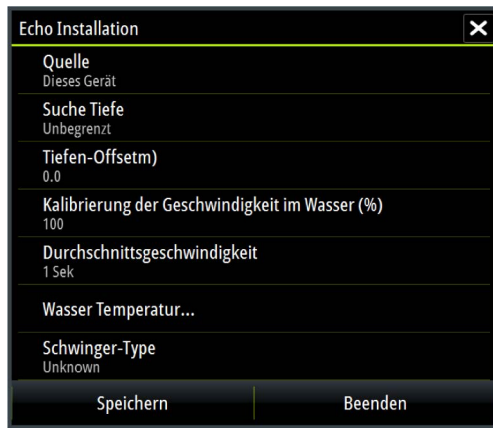 Echo Installation
Quelle
Dieses Gerät
Suche Tiefe
Unbegrenzt
Tiefen-Offsetm)
0.0
Kalibrierung der Geschwindigkeit im Wasser (%)
100
Durchschnittsgeschwindigkeit
1 Sek
Wasser Temperatur...
Schwinger-Type
Unknown
Speichern Beenden